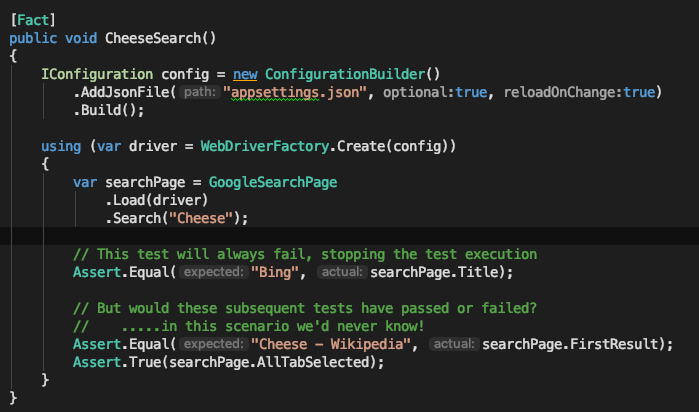 [Fact]
public void CheeseSearch()
{
IConfiguration config = new ConfigurationBuilder()
.AddJsonFile( path: "appsettings.json", optional:true, reloadOnChange:true)
.Build();
using (var driver = WebDriverFactory.Create(config))
{
var searchPage = GoogleSearchPage
.Load(driver)
.Search("Cheese");
// This test will always fail, stopping the test execution
Assert.Equal( expected: "Bing", actual: searchPage.Title);
// But would these subsequent tests have passed or failed?
// .....in this scenario we'd never know!
Assert.Equal( expected: "Cheese - Wikipedia", actual: searchPage.FirstResult);
Assert.True(searchPage.AllTabSelected);
}
}